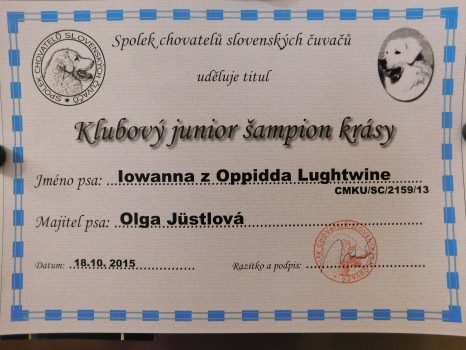 Spolek chovatelů slovenských čuvačů
SPOLEK CHOVATELŮ SLOVENSKÝCH ČUVAČŮ
uděluje titul
Klubový junior šampion krásy
Jméno psa: Iowanna z Oppidda Lughtwine
CMKU/SC/2159/13
Majitel psa: Olga Jüstlová
Datum: 18-10. 2015 Razítko a podpis: